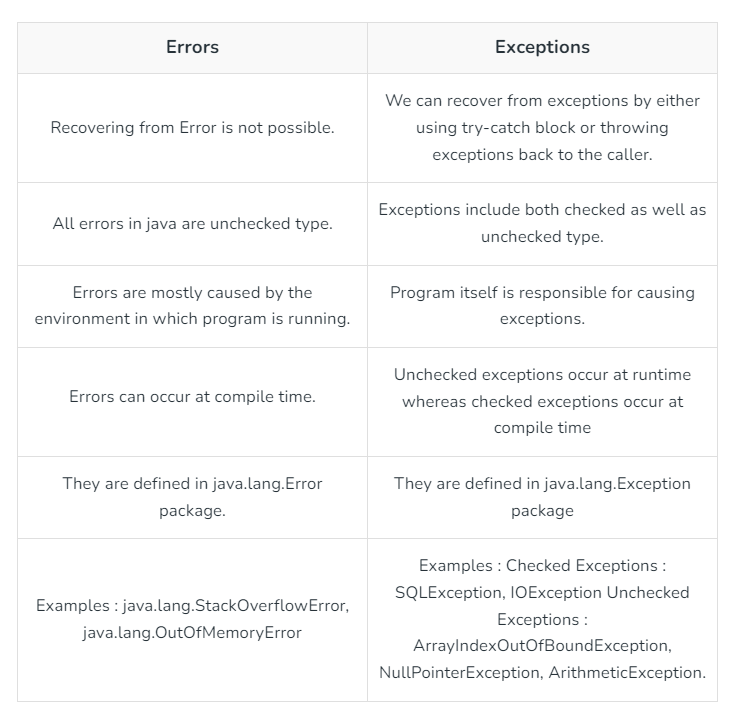 Errors
Exceptions
Recovering from Error is not possible.
We can recover from exceptions by either
using try-catch block or throwing
exceptions back to the caller.
All errors in java are unchecked type.
Exceptions include both checked as well as
unchecked type.
Errors are mostly caused by the
environment in which program is running.
Program itself is responsible for causing
exceptions.
Errors can occur at compile time.
Unchecked exceptions occur at runtime
whereas checked exceptions occur at
compile time
They are defined in java.lang.Error
package.
They are defined in java.lang.Exception
package
Examples : java.lang.StackOverflowError,
java.lang.OutOfMemoryError
Examples : Checked Exceptions :
SQLException, IOException Unchecked
Exceptions :
ArrayIndexOutOfBoundException,
NullPointerException, ArithmeticException.